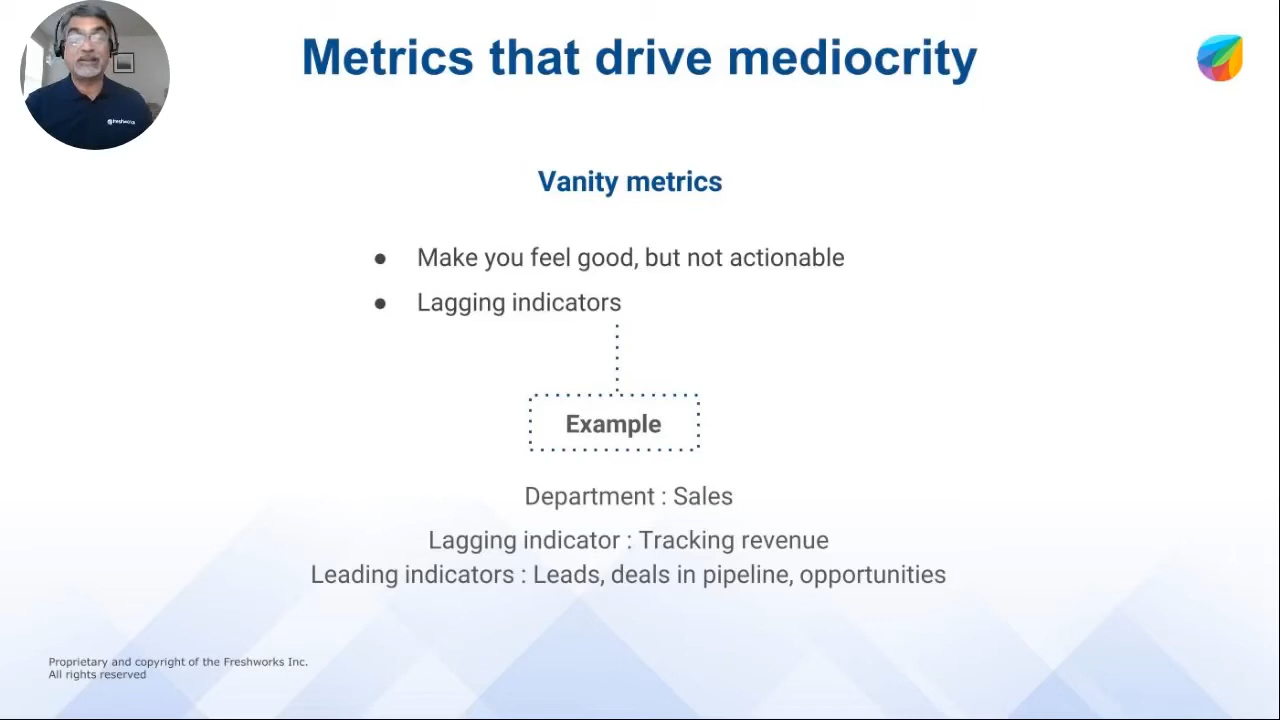 Metrics that drive mediocrity
freshworks
Vanity metrics
● Make you feel good, but not actionable
● Lagging indicators
Example
Department : Sales
Lagging indicator : Tracking revenue
Leading indicators : Leads, deals in pipeline, opportunities
Proprietary and copyright of the Freshworks Inc.
All rights reserved